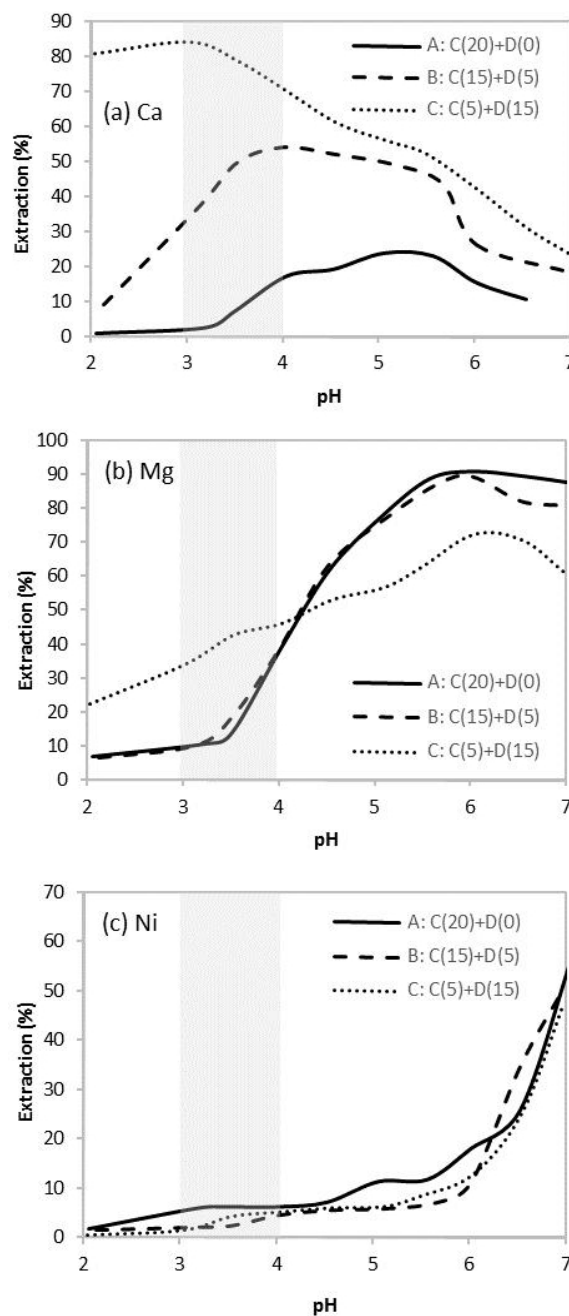 90
80
70
60
50
40
30
20
10
0
Extraction (%)
(a) Ca
A: C(20)+D(0)
B: C(15)+D(5)
C: C(5)+D(15)
2 3 4 5 6 7
pH
100
90
80
70
60
50
40
30
20
10
0
Extraction (%)
(b) Mg
A: C(20)+D(0)
B: C(15)+D(5)
C: C(5)+D(15)
2 3 4 5 6 7
pH
70
60
50
40
30
20
10
0
Extraction (%)
(c) Ni
A: C(20)+D(0)
B: C(15)+D(5)
C: C(5)+D(15)
2 3 4 5 6 7
pH